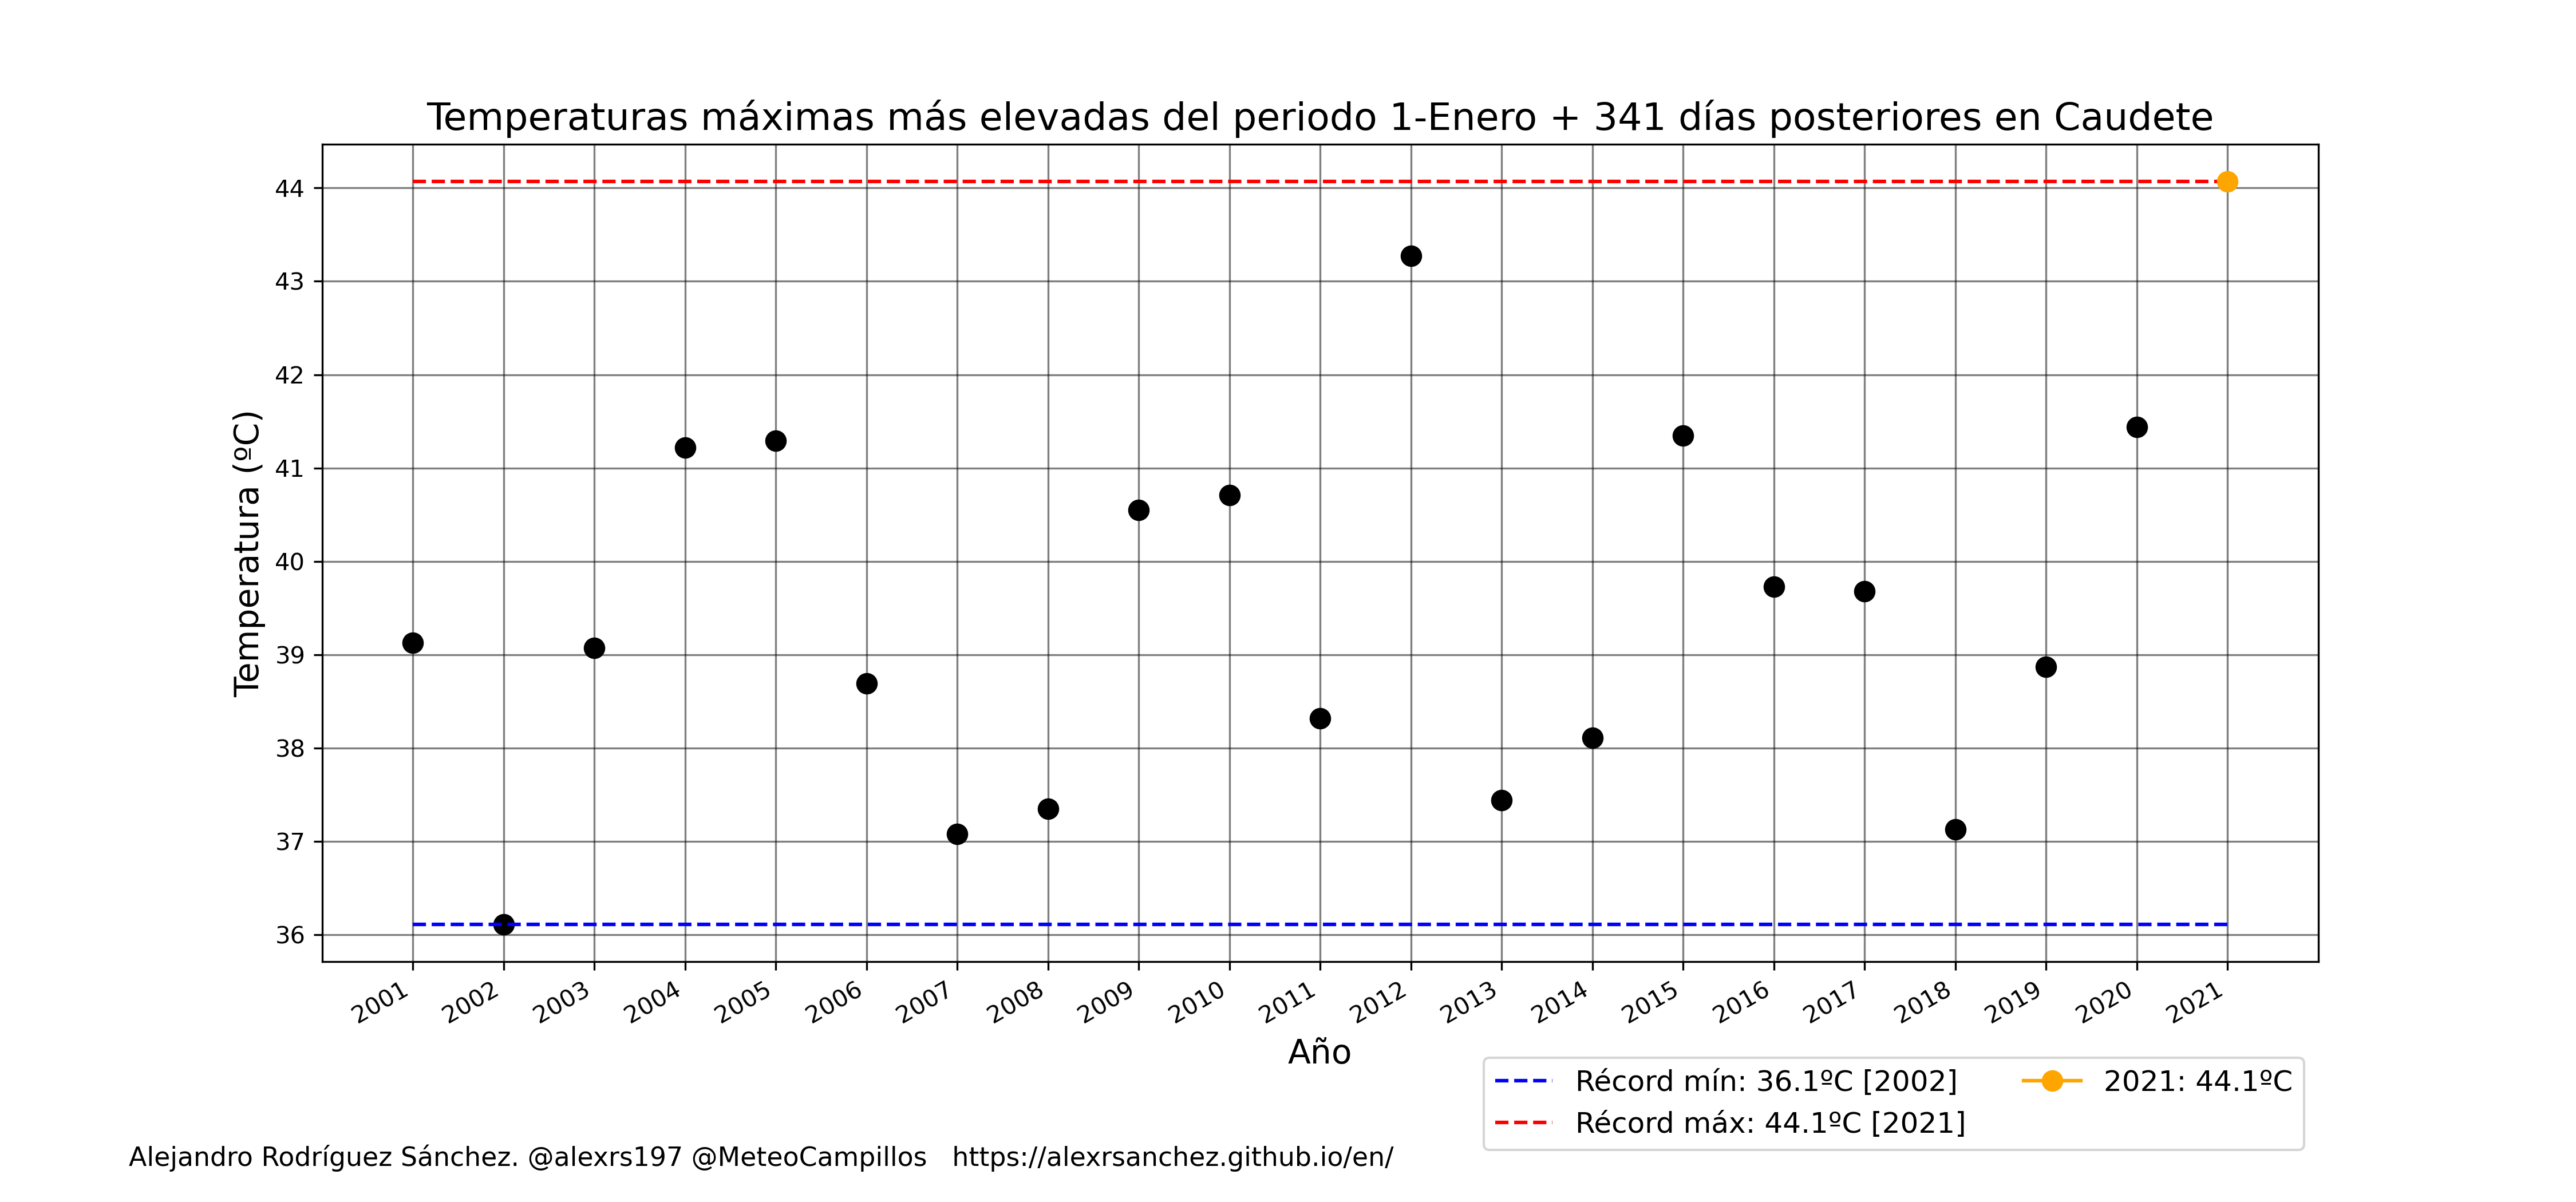 Temperaturas máximas más elevadas del periodo 1-Enero + 341 días posteriores en Caudete
Temperatura (ºC)
44
43
42
41
40
39
38
37
36
2001 2002 2003 2004 2005 2006 2007 2008 2009 2010 2011 2012 2013 2014 2015 2016 2017 2018 2019 2020 2021
Año
Récord mín: 36.1ºC [2002]
Récord máx: 44.1ºC [2021]
2021: 44.1ºC
Alejandro Rodríguez Sánchez. @alexrs197 @MeteoCampillos https://alexrsanchez.github.io/en/